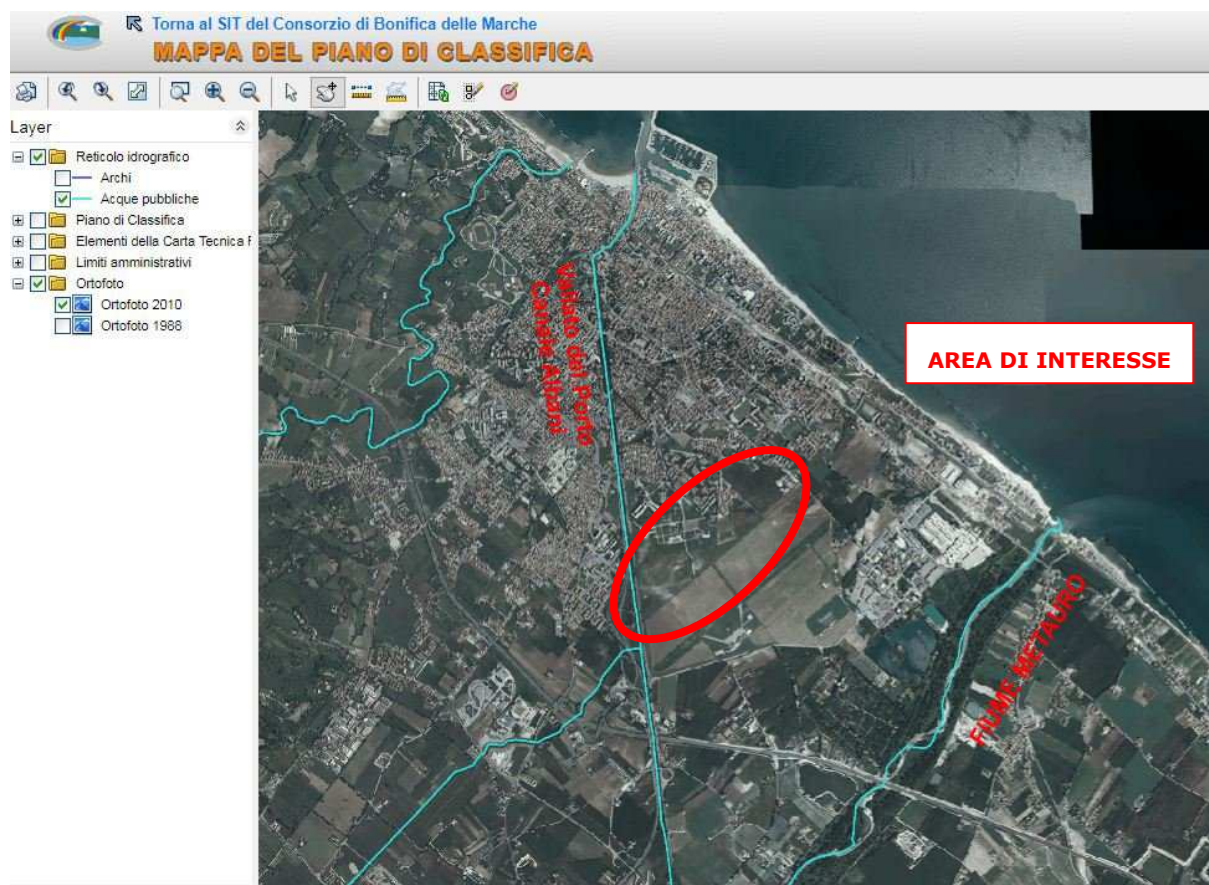 Torna al SIT del Consorzio di Bonifica delle Marche
MAPPA DEL PIANO DI CLASSIFICA
Layer
Reticolo idrografico
Archi
Acque pubbliche
Piano di Classifica
Elementi della Carta Tecnica
Limiti amministrativi
Ortofoto
Ortofoto 2010
Ortofoto 1988
Vallato del Porto
Canale Albani
AREA DI INTERESSE
FIUME METAURO